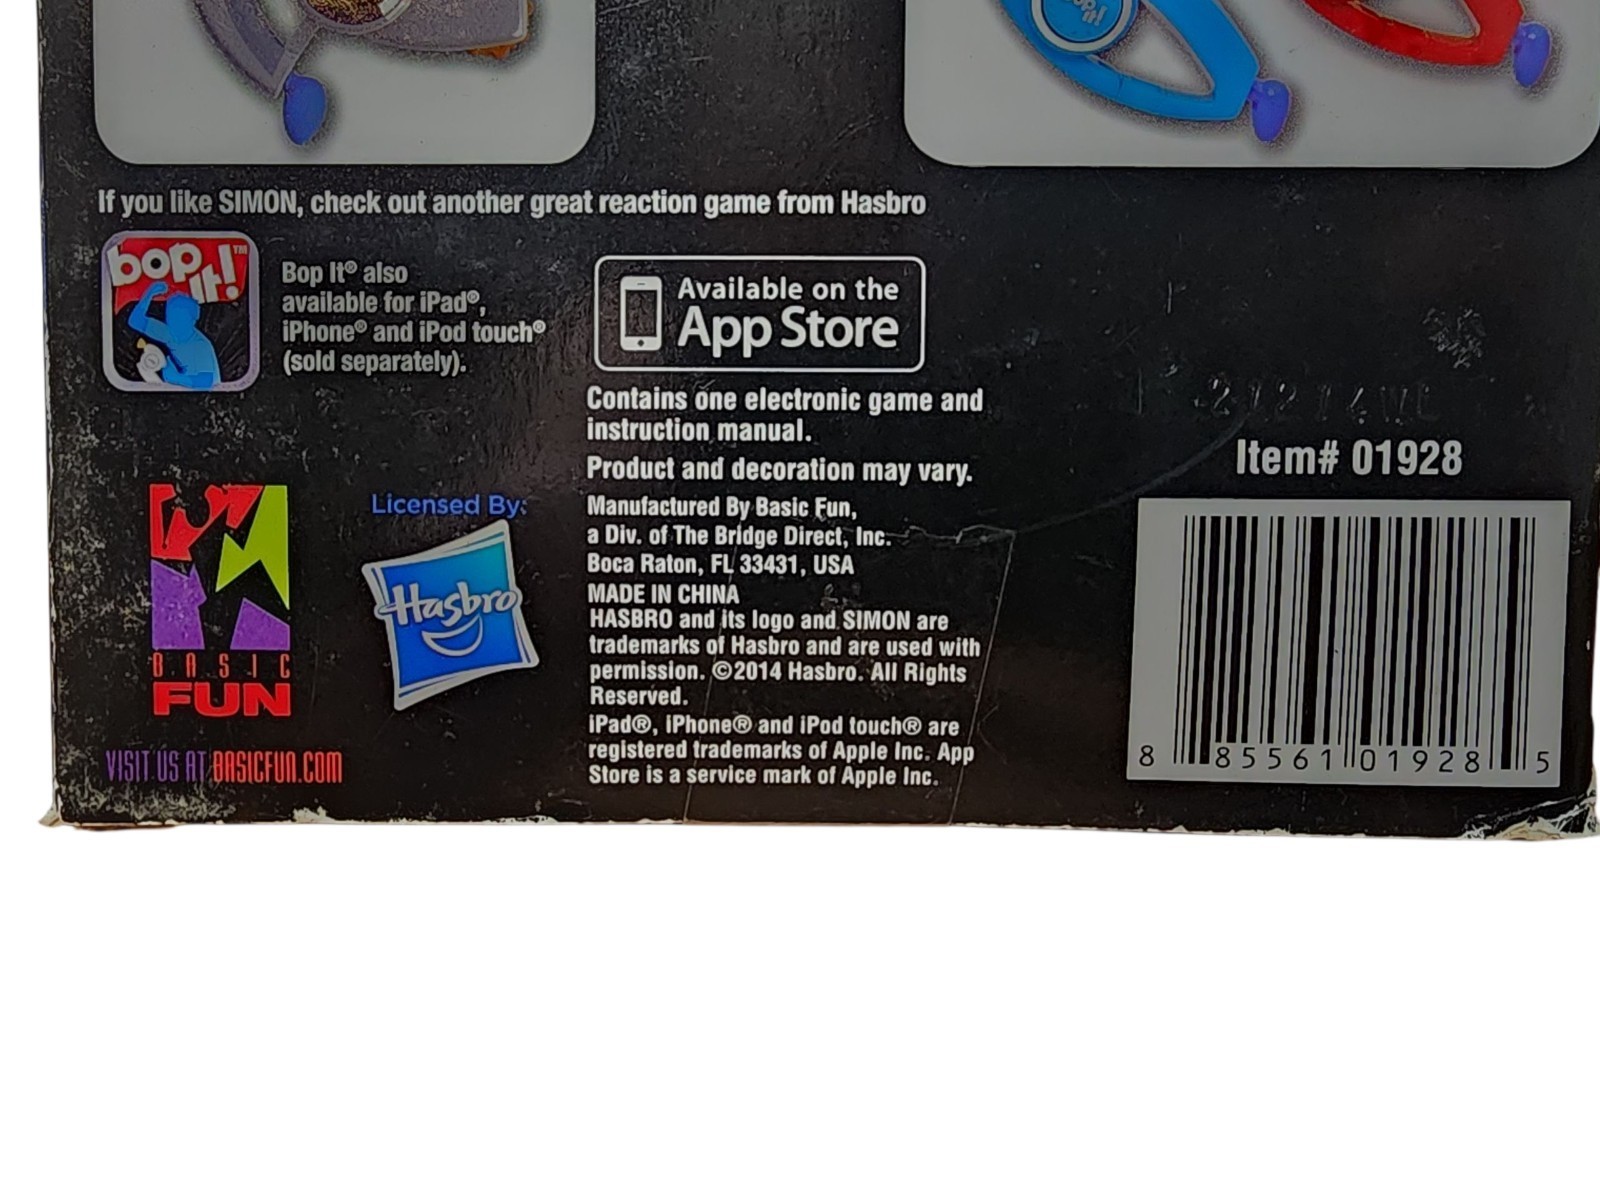 bop it!
If you like SIMON, check out another great reaction game from Hasbro
bop it!™
Bop It® also
available for iPad®,
iPhone® and iPod touch®
(sold separately).
Available on the
App Store
Contains one electronic game and
instruction manual.
Product and decoration may vary.
Manufactured By Basic Fun,
a Div. of The Bridge Direct, Inc.
Boca Raton, FL 33431, USA
MADE IN CHINA
HASBRO and its logo and SIMON are
trademarks of Hasbro and are used with
permission. ©2014 Hasbro. All Rights
Reserved.
iPad®, iPhone® and iPod touch® are
registered trademarks of Apple Inc. App
Store is a service mark of Apple Inc.
Licensed By:
Hasbro
BASIC
FUN
VISIT US AT BASICFUN.COM
Item# 01928
8 85561 01928 5